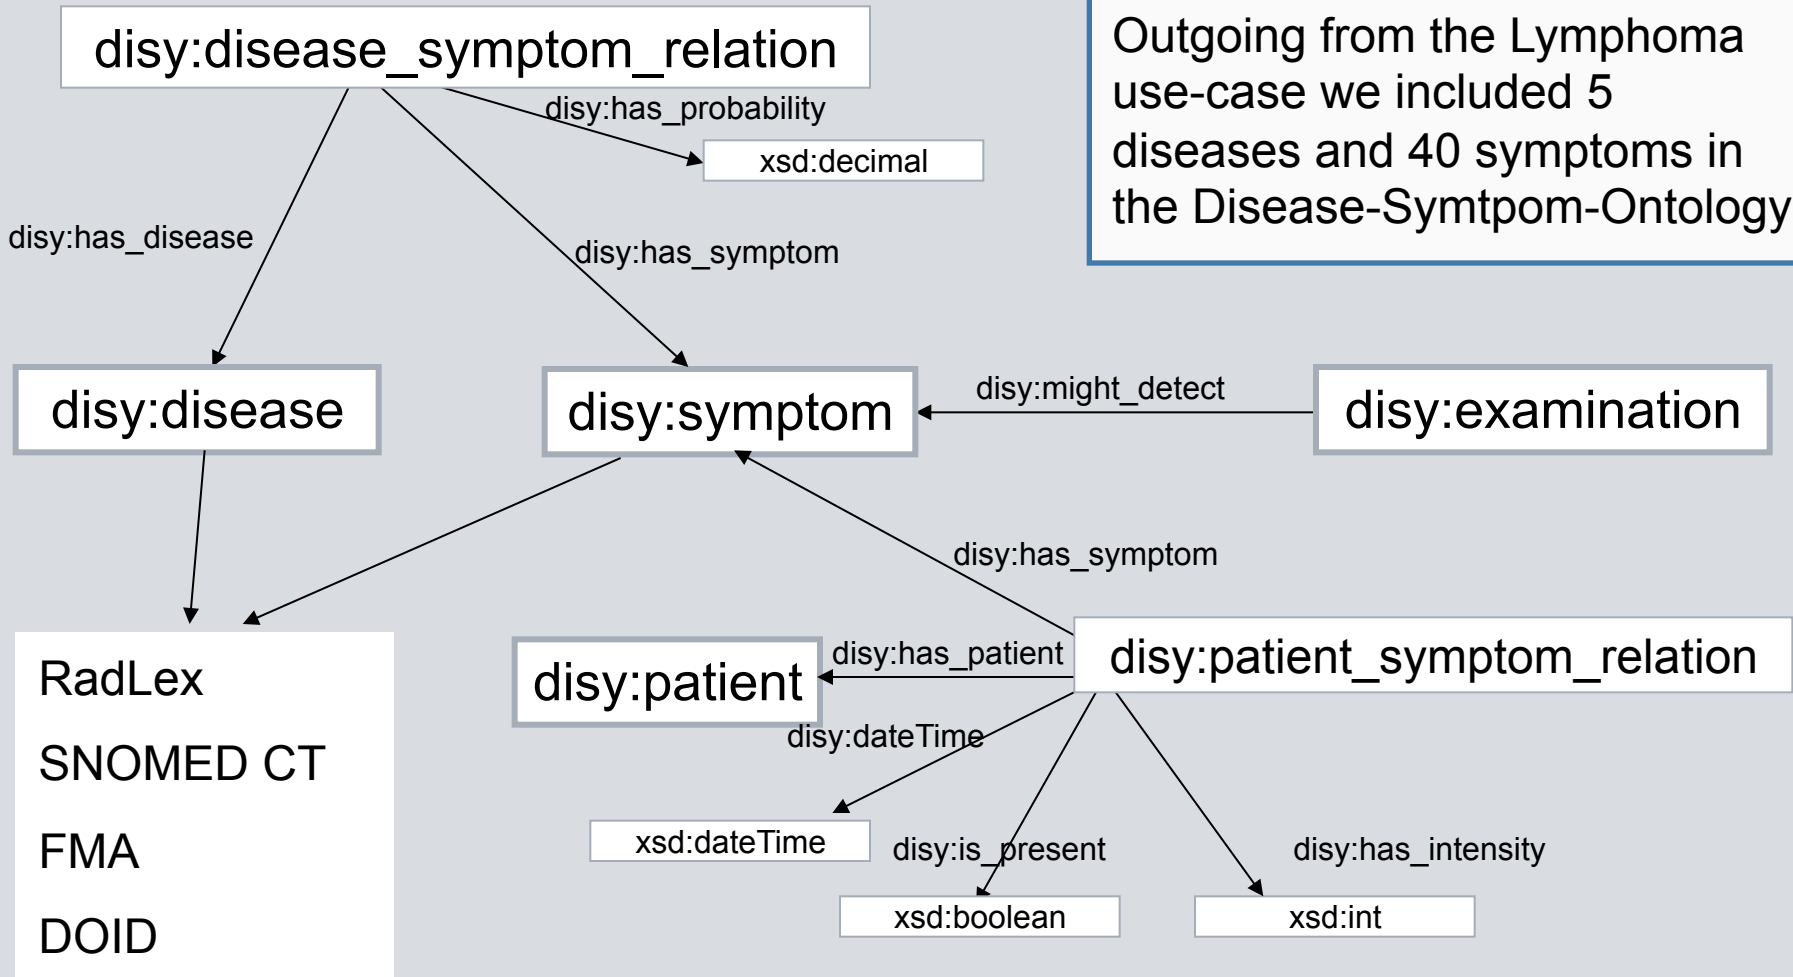 disy:disease_symptom_relation
Outgoing from the Lymphoma
use-case we included 5
diseases and 40 symptoms in
the Disease-Symtpom-Ontology
disy:has_probability
xsd:decimal
disy:has_disease
disy:has_symptom
disy:disease
disy:symptom
disy:might_detect
disy:examination
disy:has_symptom
RadLex
SNOMED CT
FMA
DOID
disy:patient
disy:has_patient
disy:patient_symptom_relation
disy:dateTime
xsd:dateTime
disy:is_present
disy:has_intensity
xsd:boolean
xsd:int